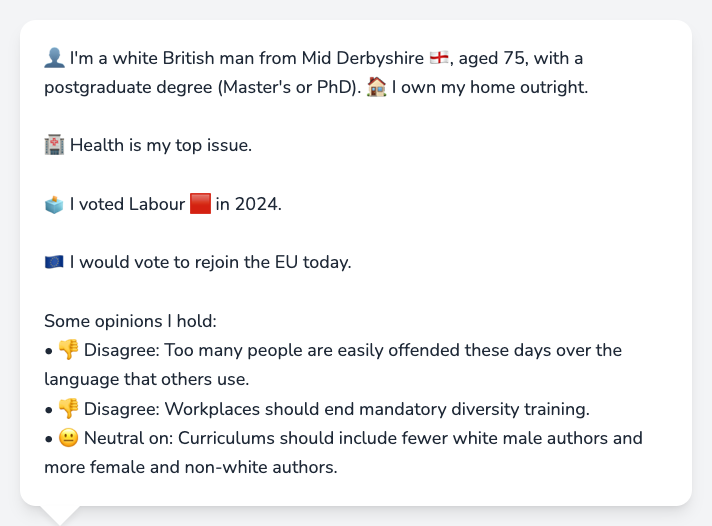 👤 I'm a white British man from Mid Derbyshire 🏴󠁧󠁢󠁥󠁮󠁧󠁿, aged 75, with a
postgraduate degree (Master's or PhD). 🏠 I own my home outright.
🏥 Health is my top issue.
🗳️ I voted Labour 🟥 in 2024.
🇪🇺 I would vote to rejoin the EU today.
Some opinions I hold:
• 👎 Disagree: Too many people are easily offended these days over the
language that others use.
• 👎 Disagree: Workplaces should end mandatory diversity training.
• 😐 Neutral on: Curriculums should include fewer white male authors and
more female and non-white authors.